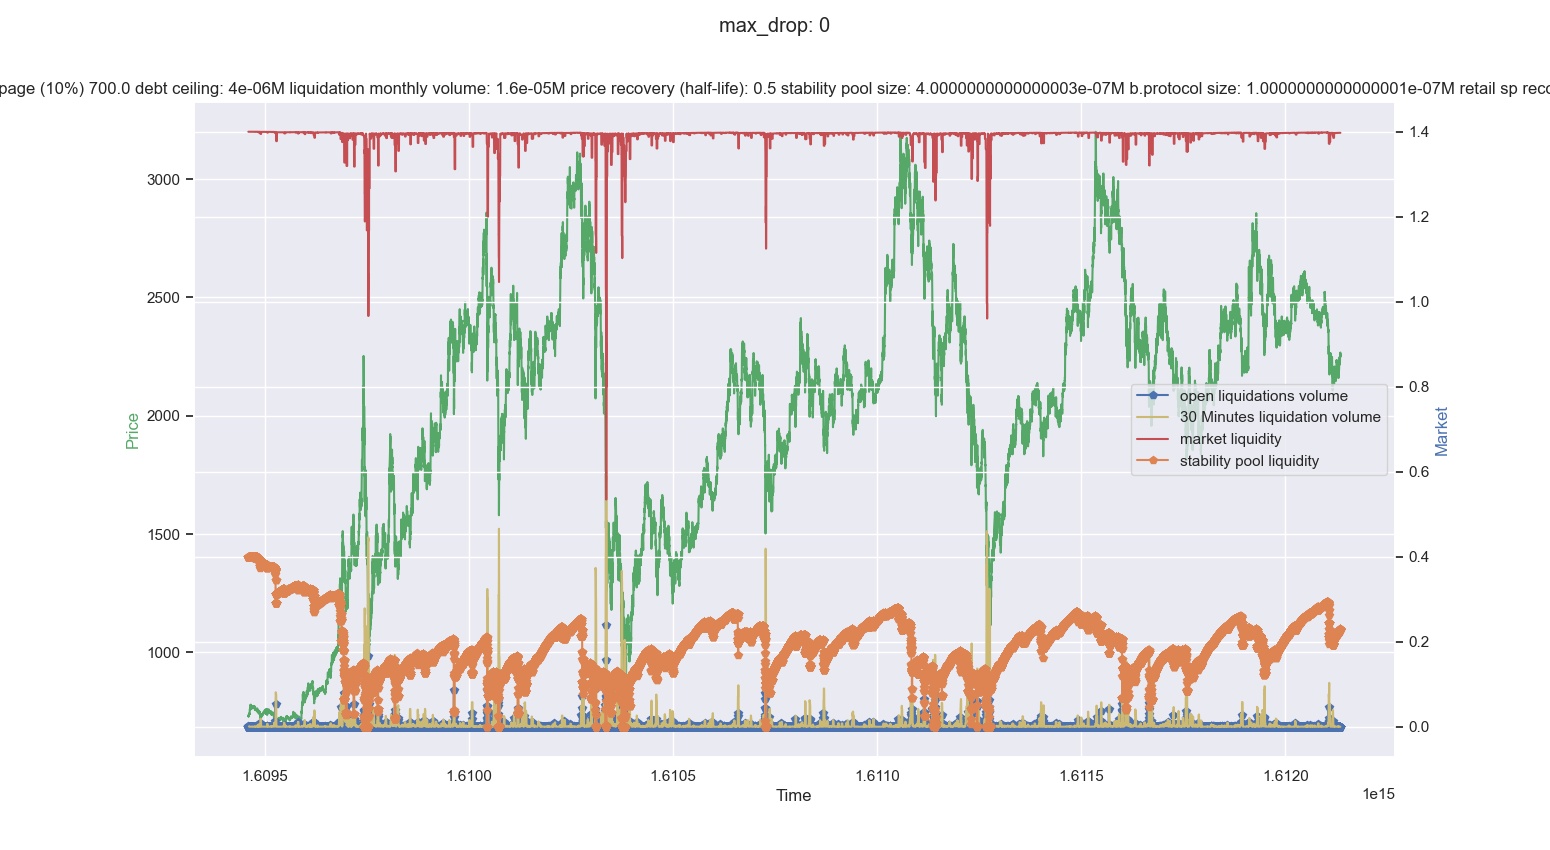 max_drop: 0
(10%) 700.0 debt ceiling: 4e-06M liquidation monthly volume: 1.6e-05M price recovery (half-life): 0.5 stability pool size: 4.0000000000000003e-07M b.protocol size: 1.0000000000000001e-07M retail sp
3000
2500
2000
1500
1000
Price
1.4
1.2
1.0
0.8
0.6
0.4
0.2
0.0
Market
open liquidations volume
30 Minutes liquidation volume
market liquidity
stability pool liquidity
1.6095
1.6100
1.6105
1.6110
1.6115
1.6120
1e15
Time